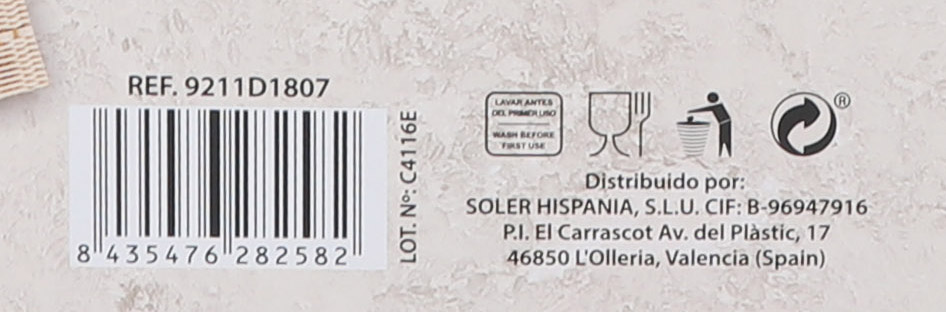 REF. 9211D1807
8 435476 282582
LOT. Nº: C4116E
LAVAR ANTES
DEL PRIMER USO
WASH BEFORE
FIRST USE
®
Distribuido por:
SOLER HISPANIA, S.L.U. CIF: B-96947916
P.I. El Carrascot Av. del Plàstic, 17
46850 L'Olleria, Valencia (Spain)